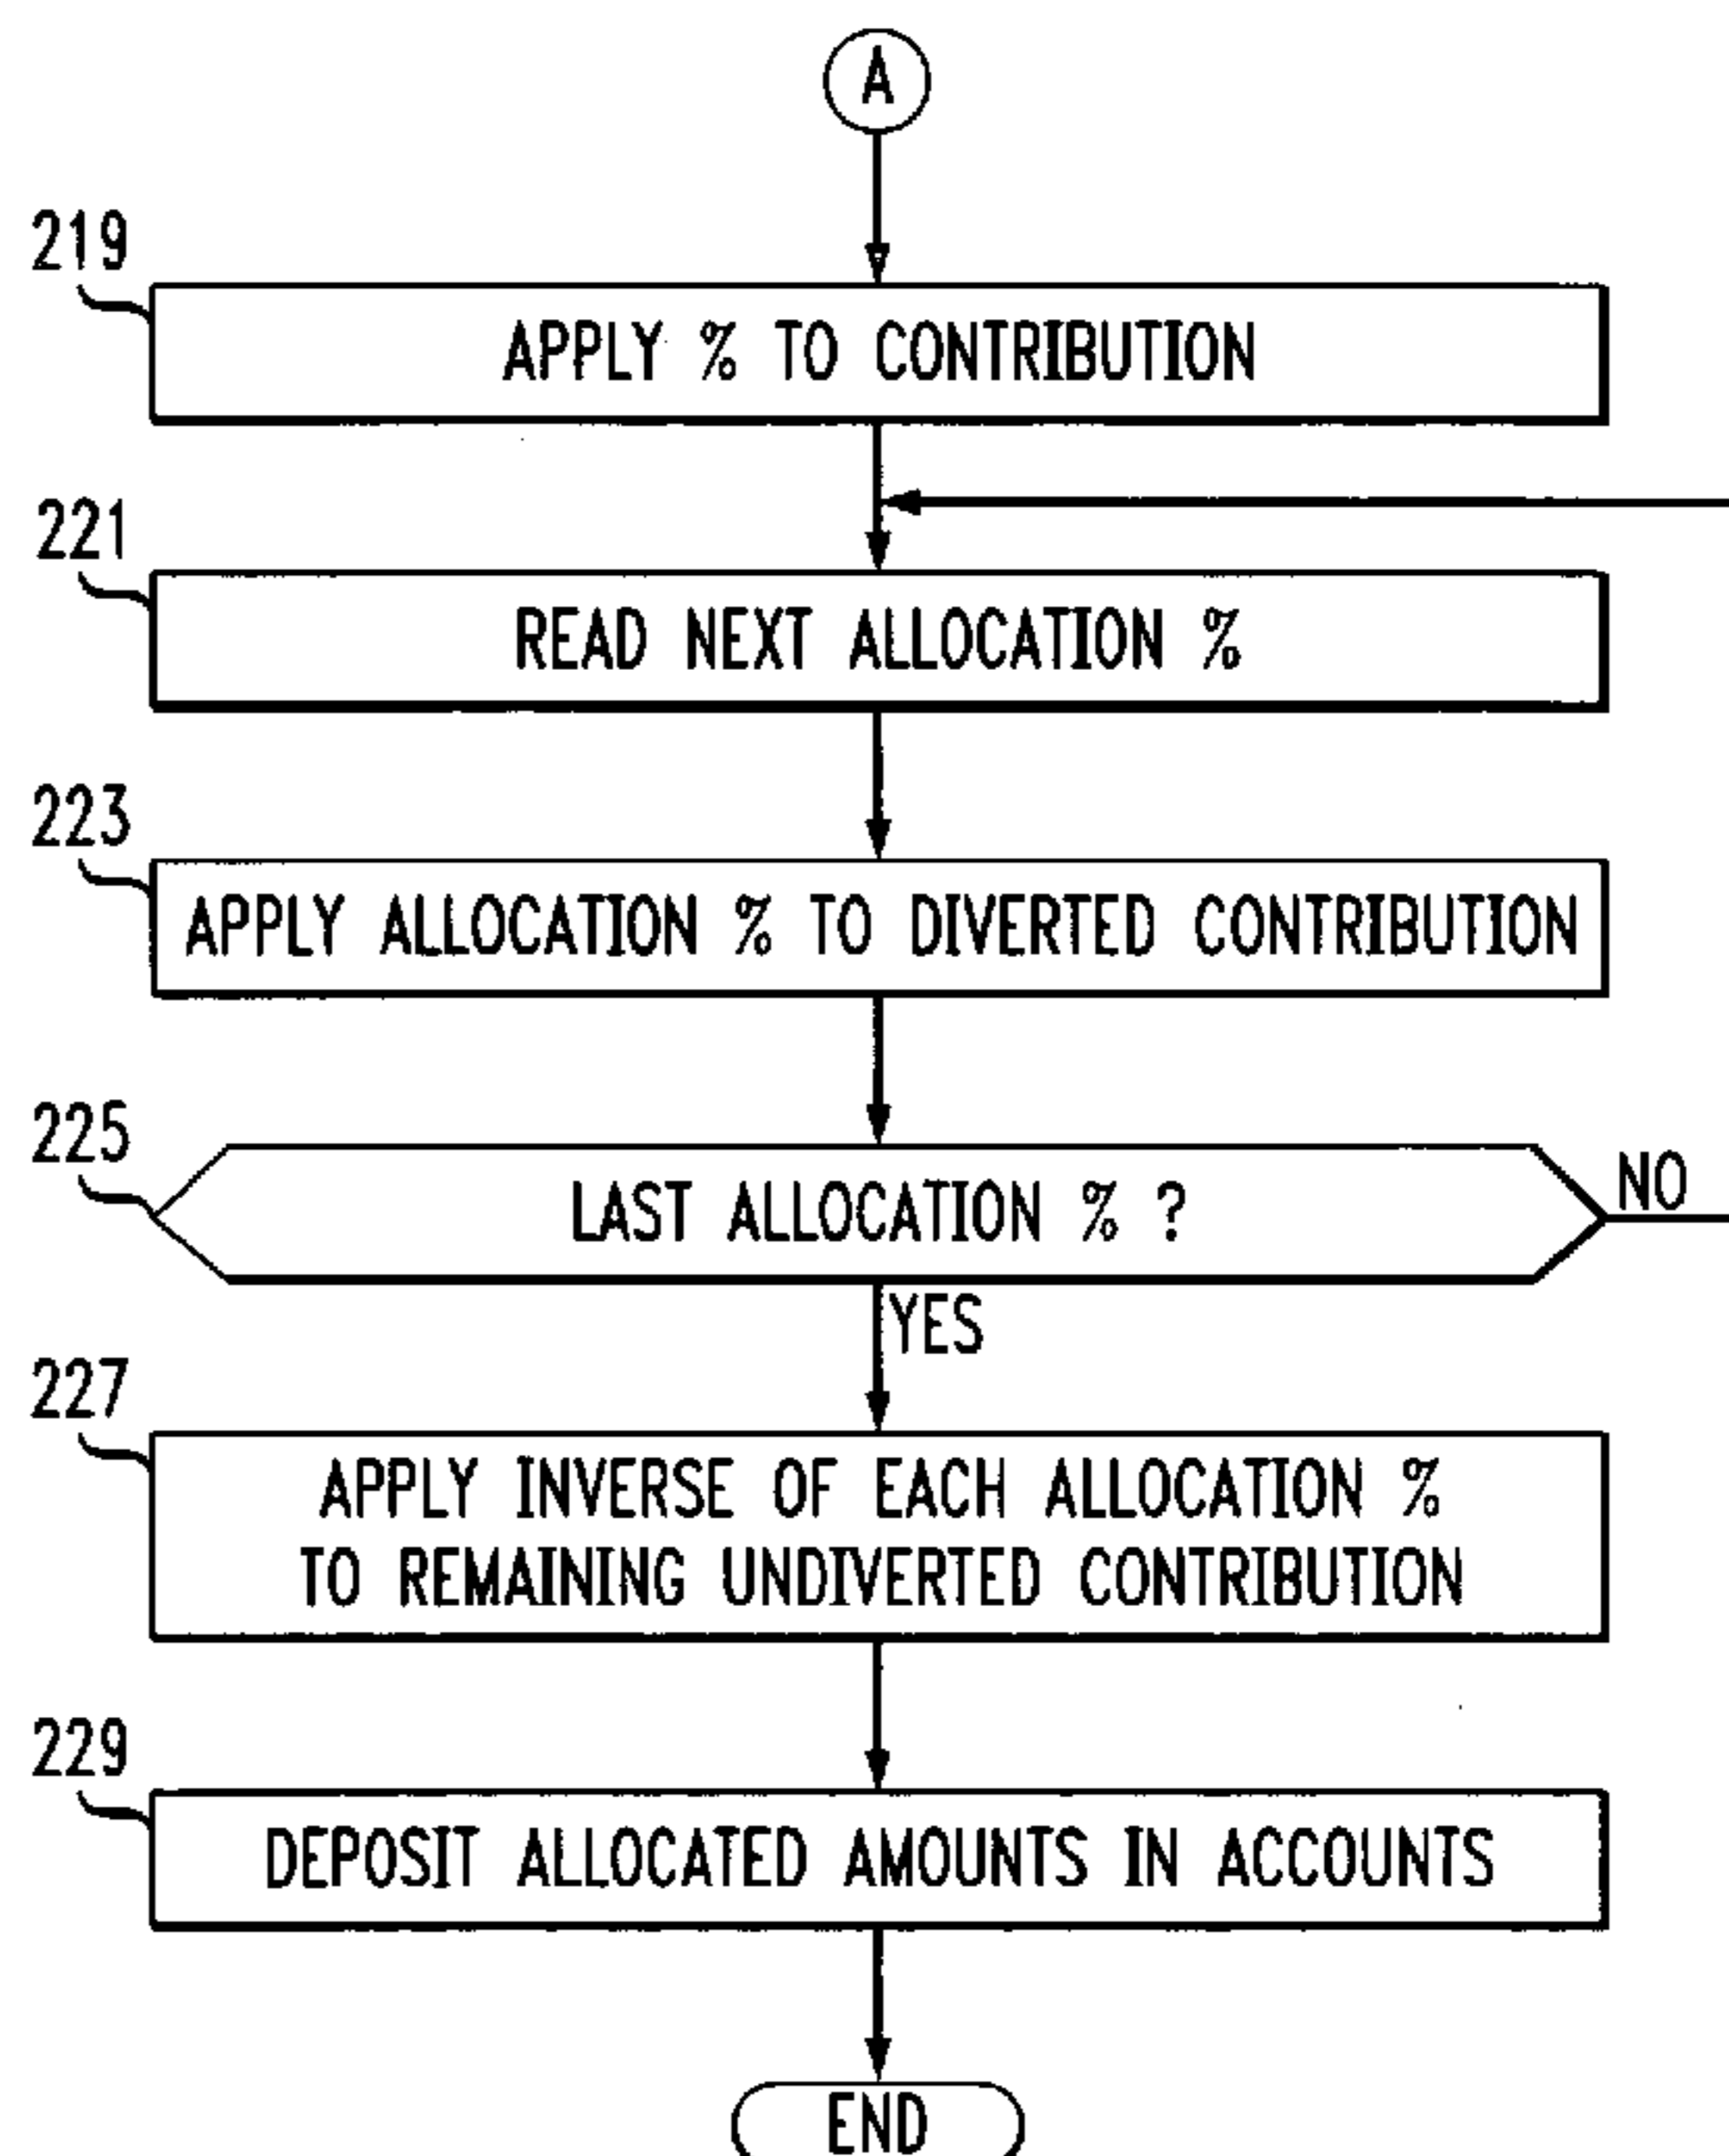 A
219
APPLY % TO CONTRIBUTION
221
READ NEXT ALLOCATION %
223
APPLY ALLOCATION % TO DIVERTED CONTRIBUTION
225
LAST ALLOCATION % ?
NO
YES
227
APPLY INVERSE OF EACH ALLOCATION %
TO REMAINING UNDIVERTED CONTRIBUTION
229
DEPOSIT ALLOCATED AMOUNTS IN ACCOUNTS
END